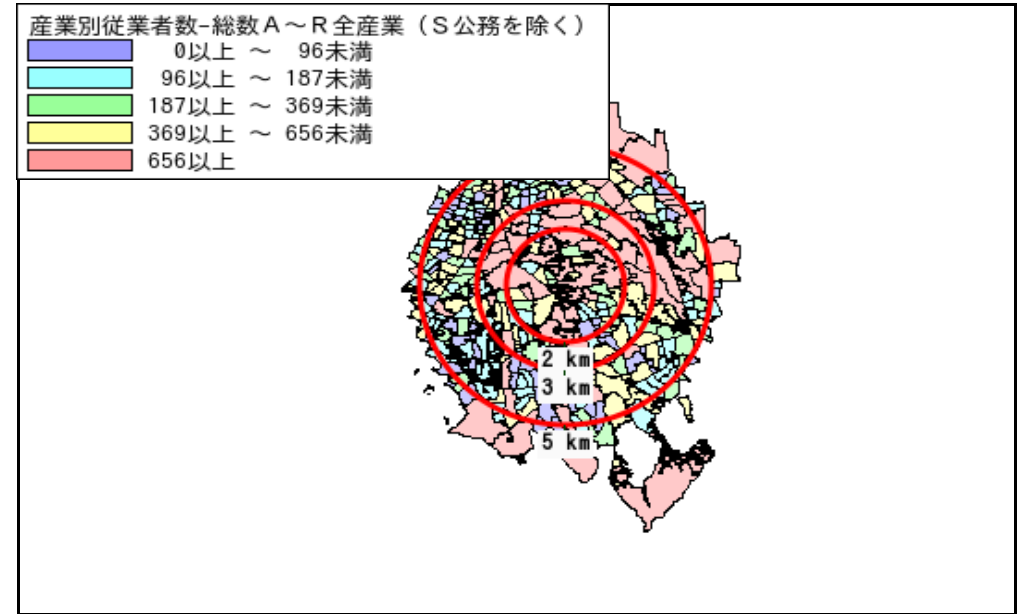 産業別従業者数-総数A～R全産業（S公務を除く）
0以上 ～ 96未満
96以上 ～ 187未満
187以上 ～ 369未満
369以上 ～ 656未満
656以上
2 km
3 km
5 km